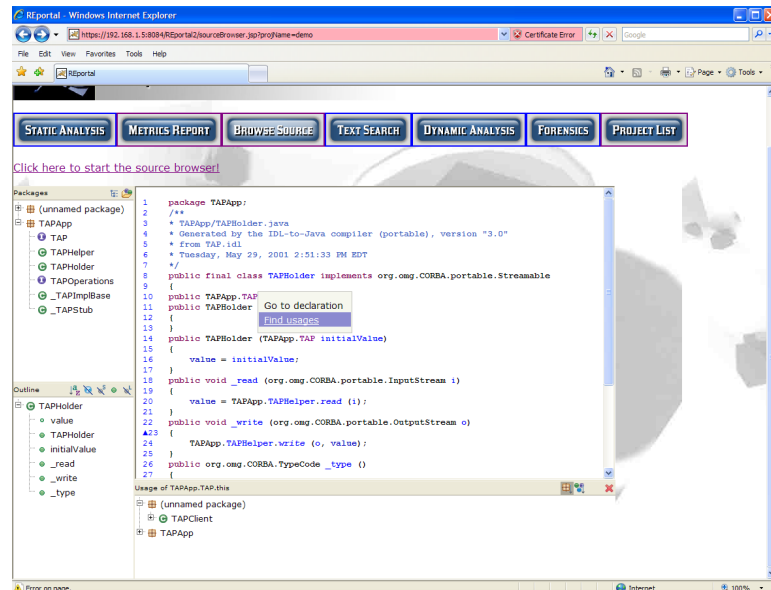 REportal - Windows Internet Explorer
https://192.168.1.5:8084/REportal2/sourceBrowser.jsp?projName=demo
Certificate Error
Google
File Edit View Favorites Tools Help
REportal
Page Tools
STATIC ANALYSIS METRICS REPORT BROWSE SOURCE TEXT SEARCH DYNAMIC ANALYSIS FORENSICS PROJECT LIST
Click here to start the source browser!
Packages
(unnamed package)
TAPApp
TAP
TAPHelper
TAPHolder
TAPOperations
_TAPImplBase
_TAPStub
Outline
TAPHolder
value
TAPHolder
initialValue
_read
_write
_type
1 package TAPApp;
2 /**
3 * TAPApp/TAPHolder.java
4 * Generated by the IDL-to-Java compiler (portable), version "3.0"
5 * from TAP.idl
6 * Tuesday, May 29, 2001 2:51:33 PM EDT
7 */
8 public final class TAPHolder implements org.omg.CORBA.portable.Streamable
9 {
10 public TAPApp.TAP
11 public TAPHolder
12 {
13 }
14 public TAPHolder (TAPApp.TAP initialValue)
15 {
16 value = initialValue;
17 }
18 public void _read (org.omg.CORBA.portable.InputStream i)
19 {
20 value = TAPApp.TAPHelper.read (i);
21 }
22 public void _write (org.omg.CORBA.portable.OutputStream o)
23 {
24 TAPApp.TAPHelper.write (o, value);
25 }
26 public org.omg.CORBA.TypeCode _type ()
27 {
Go to declaration
Find usages
Usage of TAPApp.TAP.this
(unnamed package)
TAPClient
TAPApp
Error on page.
Internet
100%